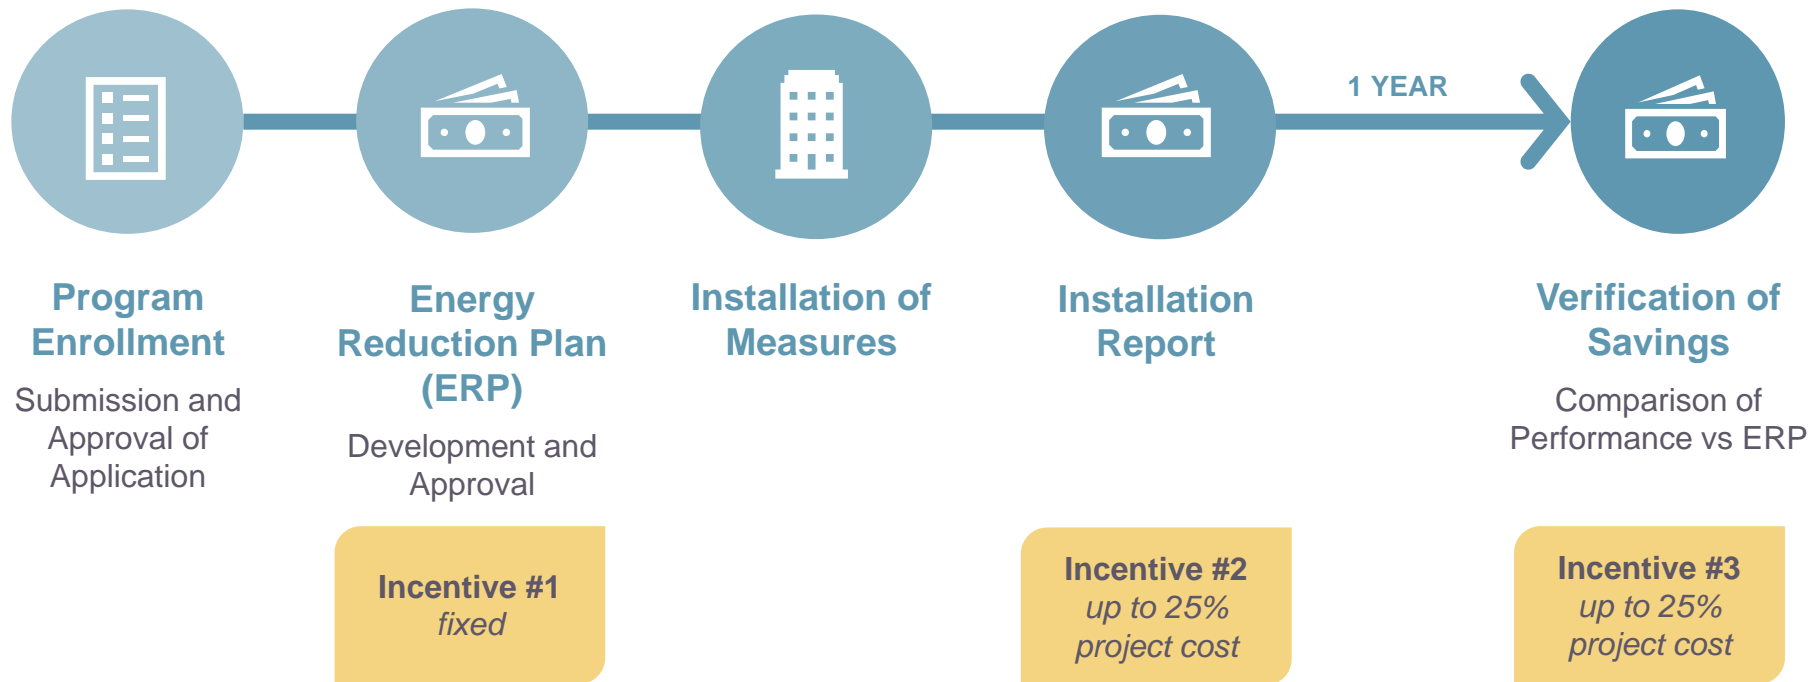 1 YEAR
Program
Enrollment
Submission and
Approval of
Application
Energy
Reduction Plan
(ERP)
Development and
Approval
Incentive #1
fixed
Installation of
Measures
Installation
Report
Incentive #2
up to 25%
project cost
Verification of
Savings
Comparison of
Performance vs ERP
Incentive #3
up to 25%
project cost